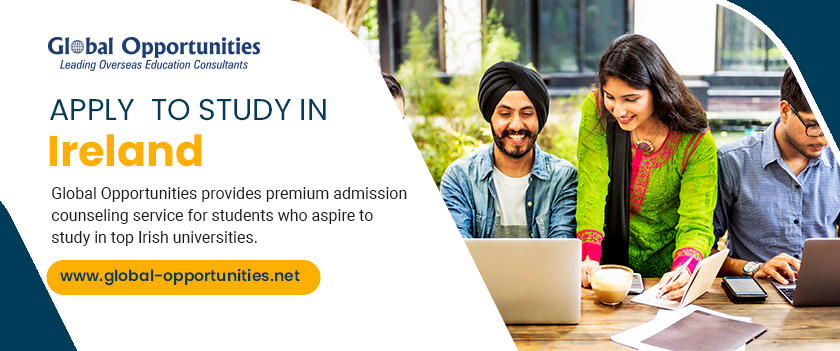 Global Opportunities
Leading Overseas Education Consultants
APPLY TO STUDY IN
Ireland
Global Opportunities provides premium admission
counseling service for students who aspire to
study in top Irish universities.
www.global-opportunities.net